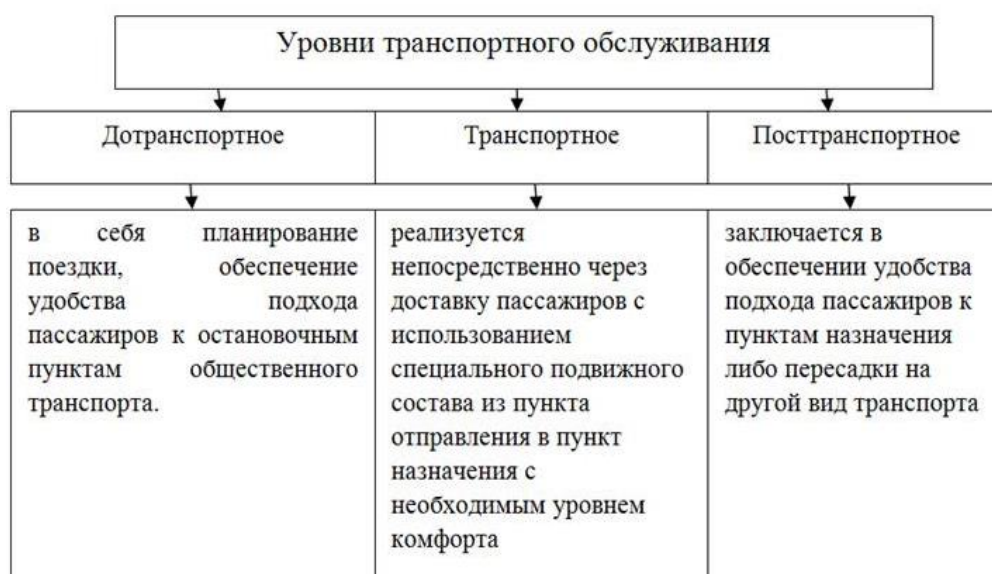 Уровни транспортного обслуживания
Дотранспортное
Транспортное
Посттранспортное
в себя планирование
поездки, обеспечение
удобства подхода
пассажиров к остановочным
пунктам общественного
транспорта.
реализуется
непосредственно через
доставку пассажиров с
использованием
специального подвижного
состава из пункта
отправления в пункт
назначения с
необходимым уровнем
комфорта
заключается в
обеспечении удобства
подхода пассажиров к
пунктам назначения
либо пересадки на
другой вид транспорта